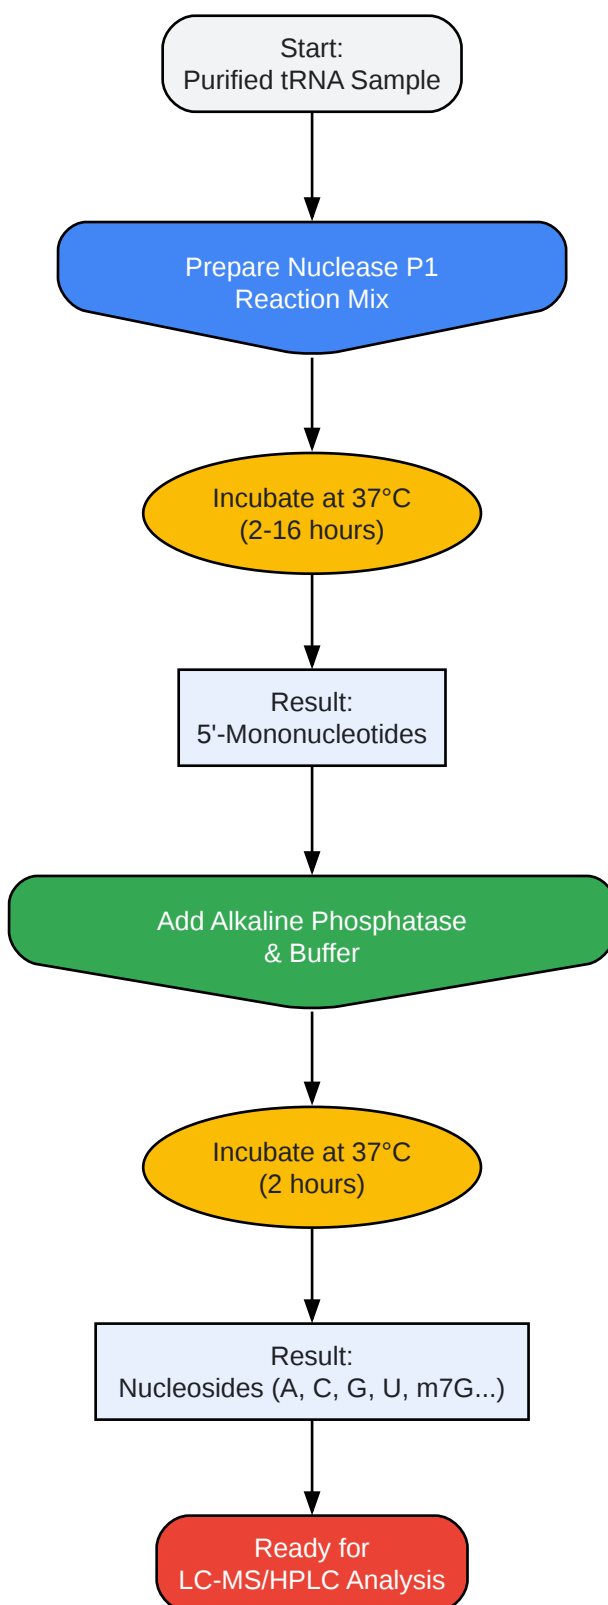 Start:
Purified tRNA Sample
Prepare Nuclease P1
Reaction Mix
Incubate at 37°C
(2-16 hours)
Result:
5'-Mononucleotides
Add Alkaline Phosphatase
& Buffer
Incubate at 37°C
(2 hours)
Result:
Nucleosides (A, C, G, U, m7G...)
Ready for
LC-MS/HPLC Analysis